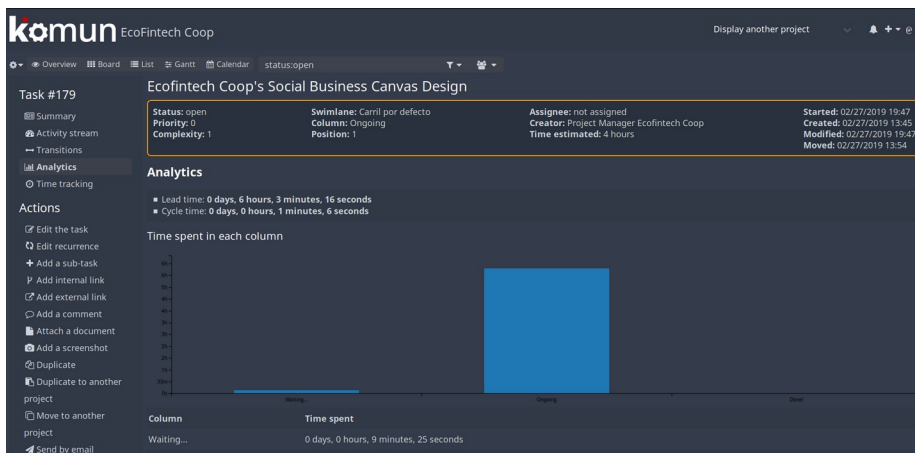 komun EcoFintech Coop
Display another project
Overview Board List Gantt Calendar status:open
Task #179
Summary
Activity stream
Transitions
Analytics
Time tracking
Actions
Edit the task
Edit recurrence
Add a sub-task
Add internal link
Add external link
Add a comment
Attach a document
Add a screenshot
Duplicate
Duplicate to another
project
Move to another
project
Send by email
Ecofintech Coop's Social Business Canvas Design
Status: open
Priority: 0
Complexity: 1
Swimlane: Carril por defecto
Column: Ongoing
Position: 1
Assignee: not assigned
Creator: Project Manager Ecofintech Coop
Time estimated: 4 hours
Started: 02/27/2019 19:47
Created: 02/27/2019 13:45
Modified: 02/27/2019 19:47
Moved: 02/27/2019 13:54
Analytics
Lead time: 0 days, 6 hours, 3 minutes, 16 seconds
Cycle time: 0 days, 0 hours, 1 minutes, 6 seconds
Time spent in each column
Waiting... Ongoing Done!
Column Time spent
Waiting... 0 days, 0 hours, 9 minutes, 25 seconds